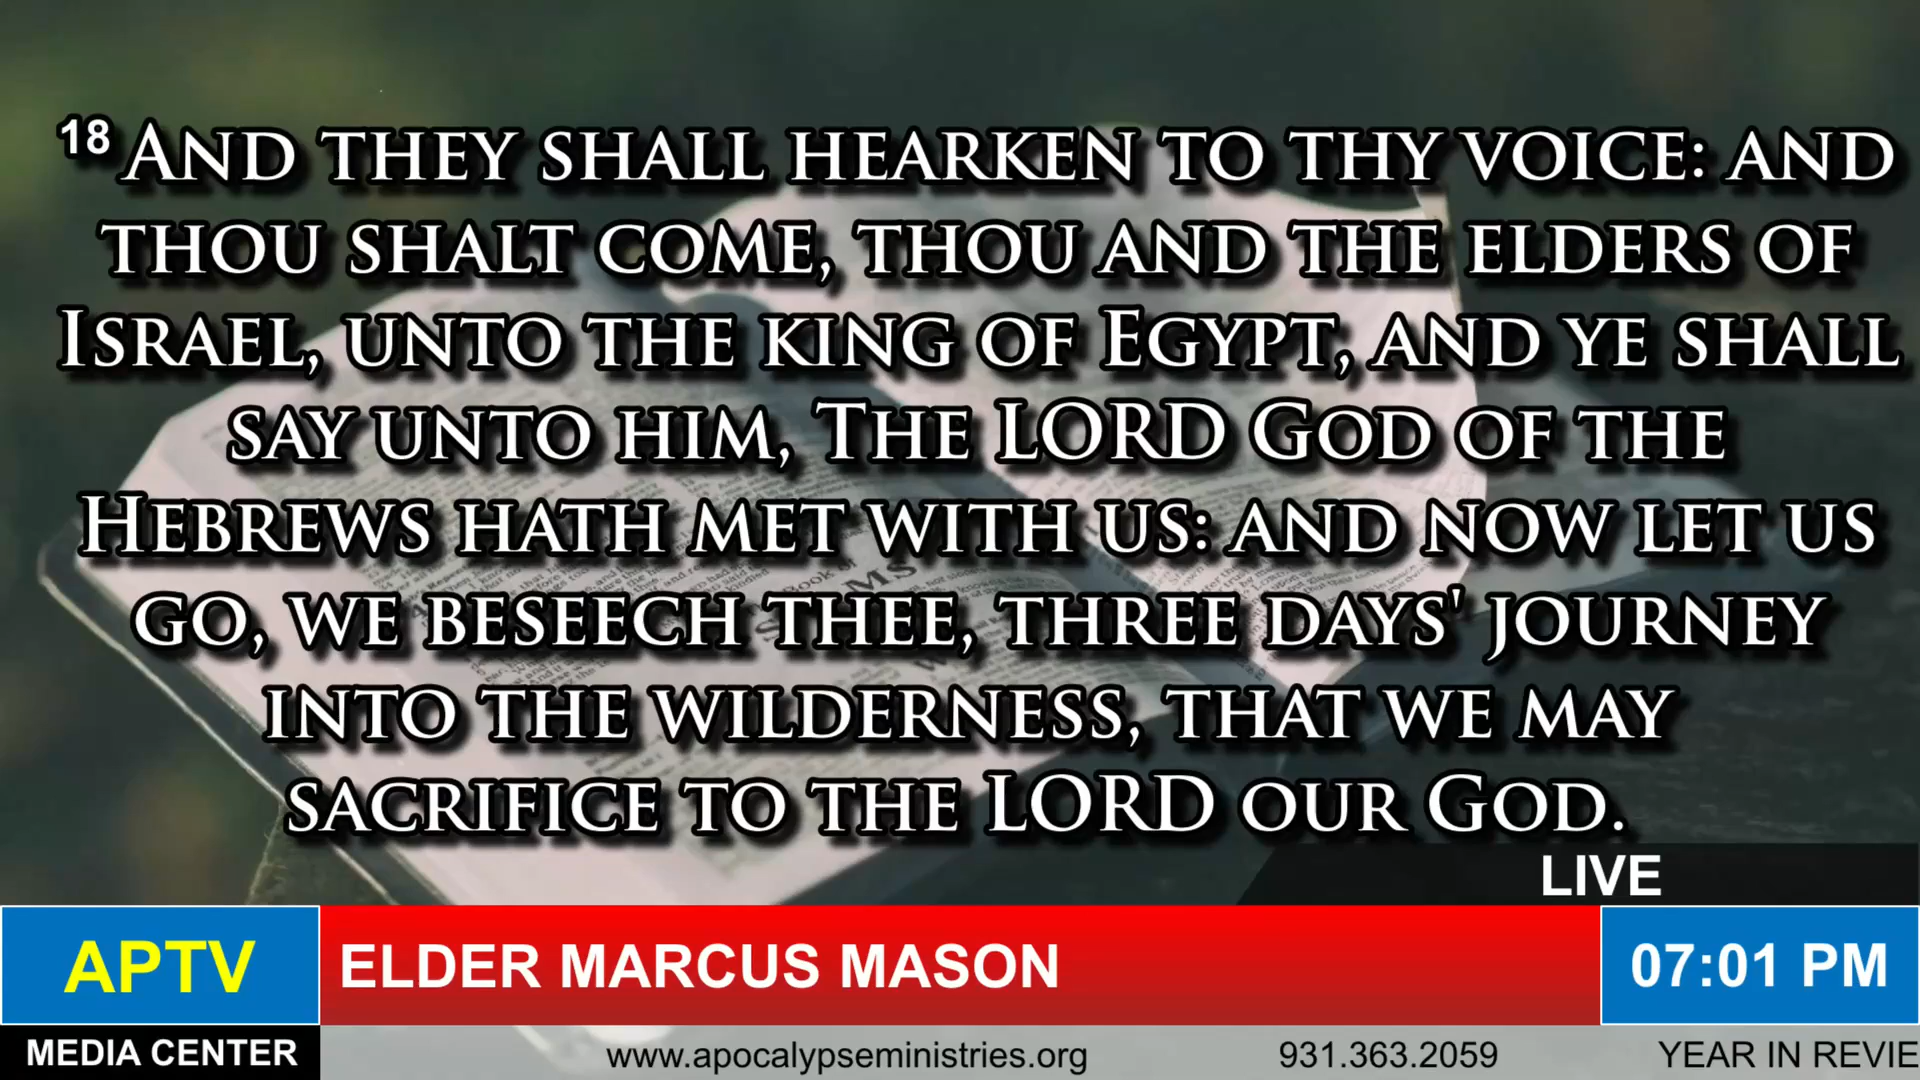 18 And they shall hearken to thy voice: and
thou shalt come, thou and the elders of
Israel, unto the king of Egypt, and ye shall
say unto him, The LORD God of the
Hebrews hath met with us: and now let us
go, we beseech thee, three days' journey
into the wilderness, that we may
sacrifice to the LORD our God.
LIVE
APTV
ELDER MARCUS MASON
07:01 PM
MEDIA CENTER
www.apocalypseministries.org
931.363.2059
YEAR IN REVIE